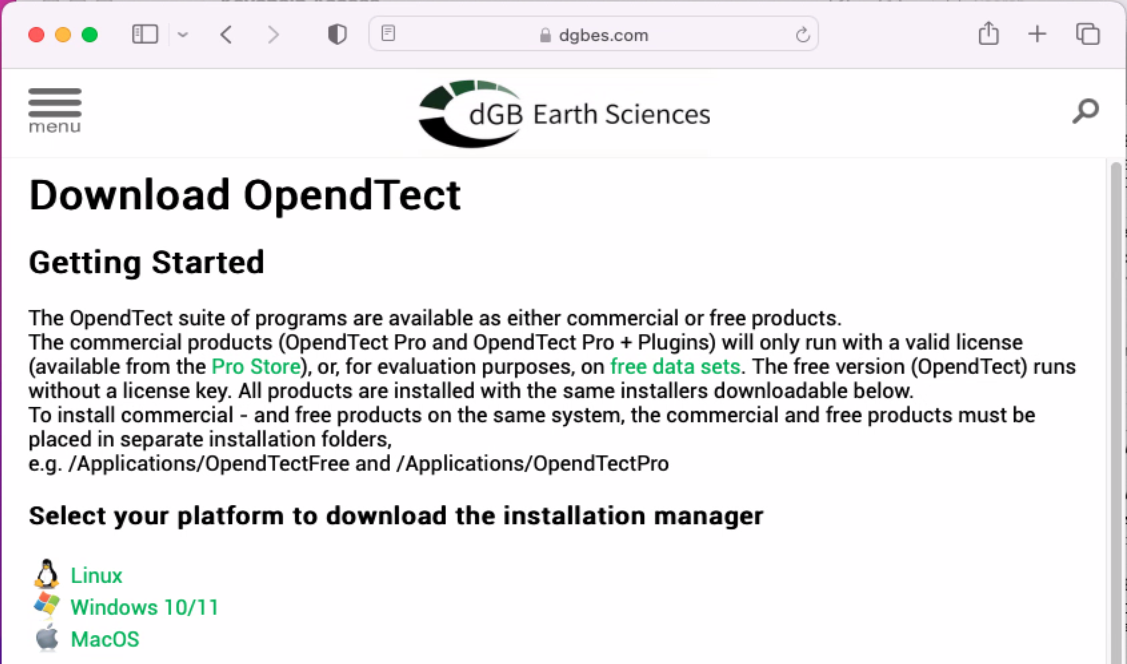 dgbes.com
menu
dGB Earth Sciences
Download OpendTect
Getting Started
The OpendTect suite of programs are available as either commercial or free products.
The commercial products (OpendTect Pro and OpendTect Pro + Plugins) will only run with a valid license
(available from the Pro Store), or, for evaluation purposes, on free data sets. The free version (OpendTect) runs
without a license key. All products are installed with the same installers downloadable below.
To install commercial - and free products on the same system, the commercial and free products must be
placed in separate installation folders,
e.g. /Applications/OpendTectFree and /Applications/OpendTectPro
Select your platform to download the installation manager
Linux
Windows 10/11
MacOS